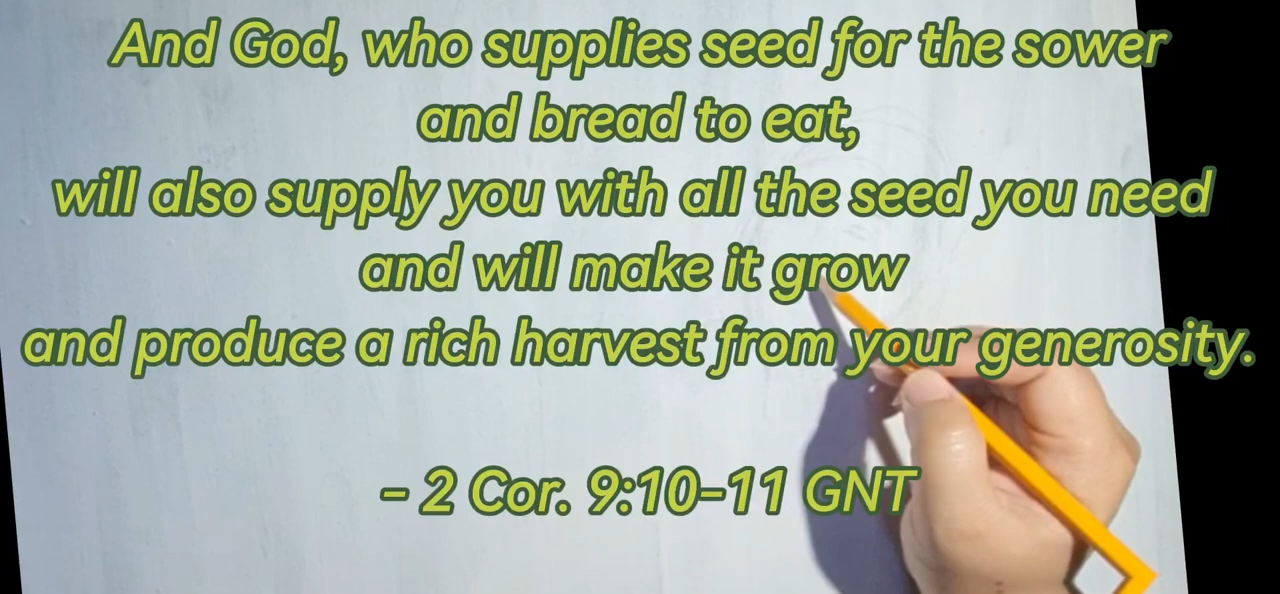 And God, who supplies seed for the sower
and bread to eat,
will also supply you with all the seed you need
and will make it grow
and produce a rich harvest from your generosity.
- 2 Cor. 9:10-11 GNT